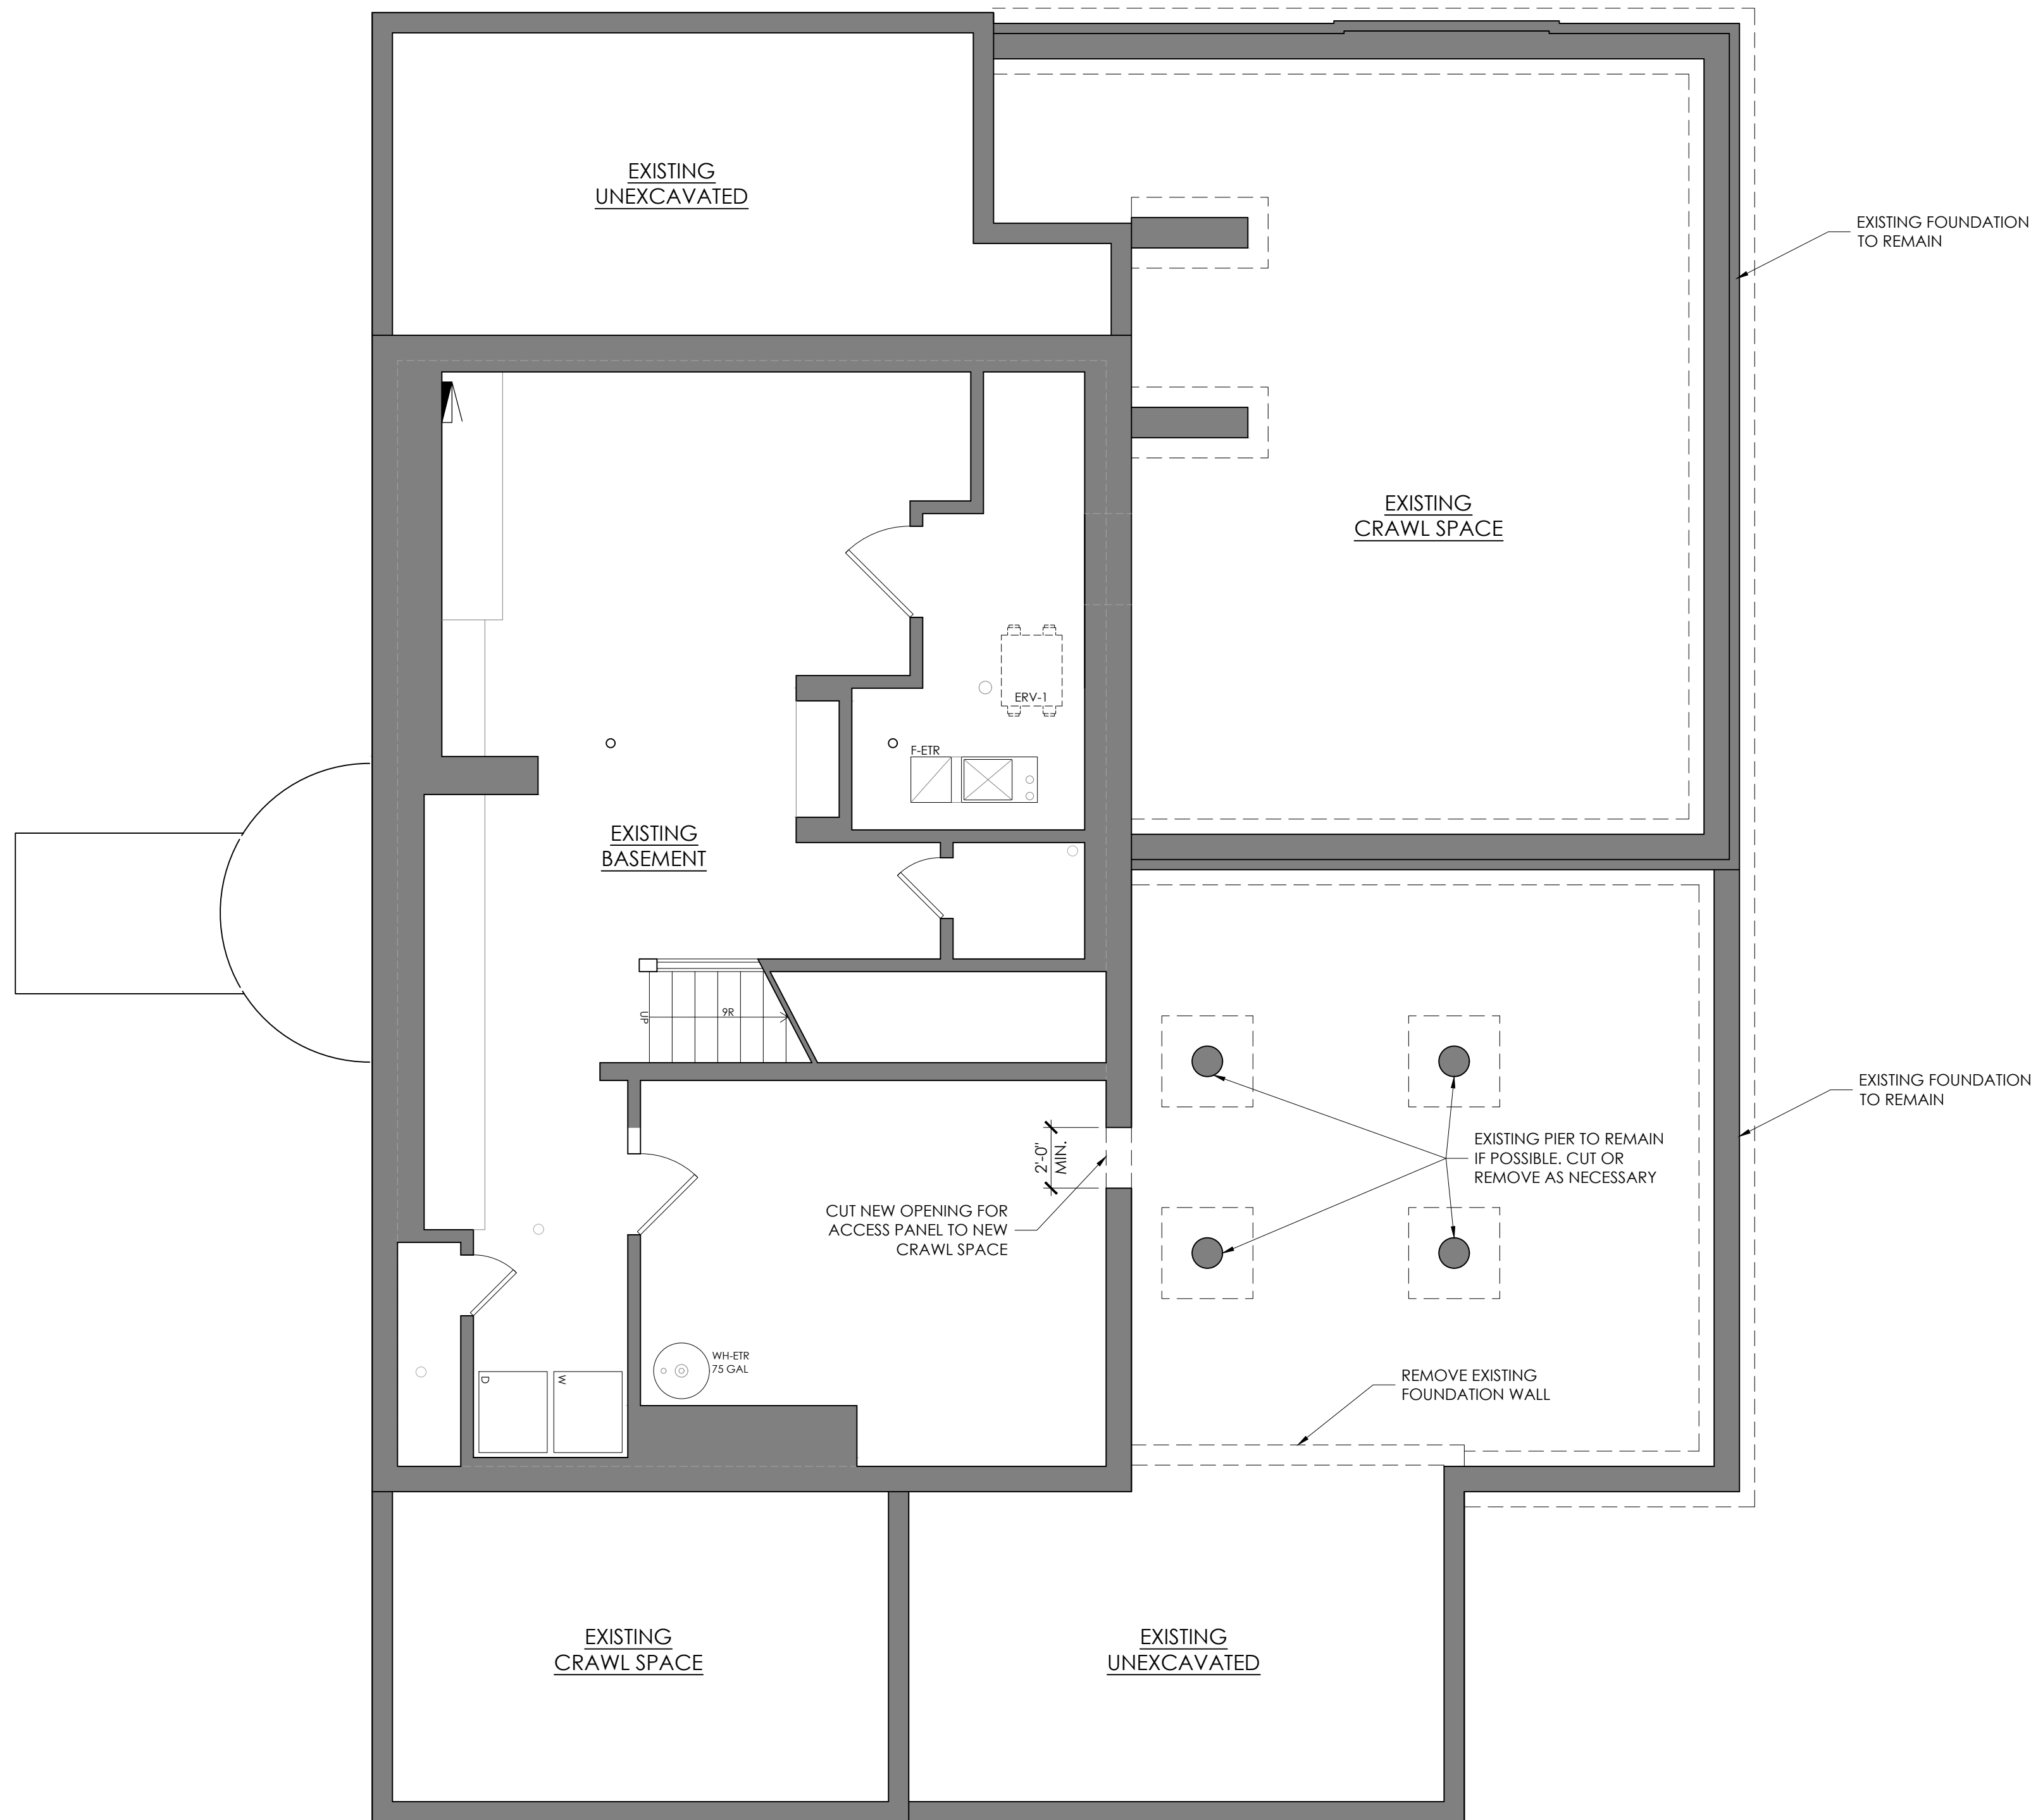 EXISTING
UNEXCAVATED
EXISTING FOUNDATION
TO REMAIN
EXISTING
CRAWL SPACE
ERV-1
F-ETR
EXISTING
BASEMENT
UP
9R
EXISTING FOUNDATION
TO REMAIN
2'-0"
MIN.
EXISTING PIER TO REMAIN
IF POSSIBLE. CUT OR
REMOVE AS NECESSARY
CUT NEW OPENING FOR
ACCESS PANEL TO NEW
CRAWL SPACE
WH-ETR
75 GAL
D
W
REMOVE EXISTING
FOUNDATION WALL
EXISTING
CRAWL SPACE
EXISTING
UNEXCAVATED